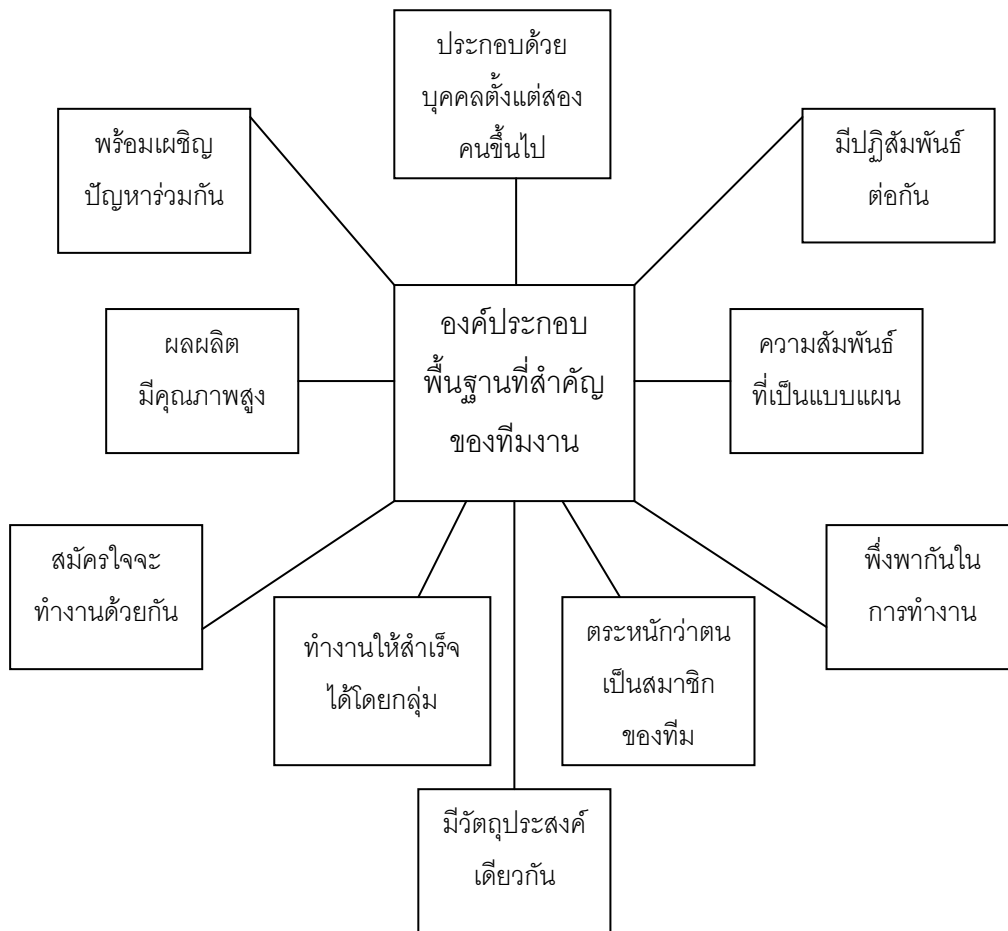 ประกอบด้วย
บุคคลตั้งแต่สอง
คนขึ้นไป
พร้อมเผชิญ
ปัญหาร่วมกัน
มีปฏิสัมพันธ์
ต่อกัน
องค์ประกอบ
พื้นฐานที่สำคัญ
ของทีมงาน
ผลผลิต
มีคุณภาพสูง
ความสัมพันธ์
ที่เป็นแบบแผน
สมัครใจจะ
ทำงานด้วยกัน
พึ่งพากันใน
การทำงาน
ทำงานให้สำเร็จ
ได้โดยกลุ่ม
ตระหนักว่าตน
เป็นสมาชิก
ของทีม
มีวัตถุประสงค์
เดียวกัน